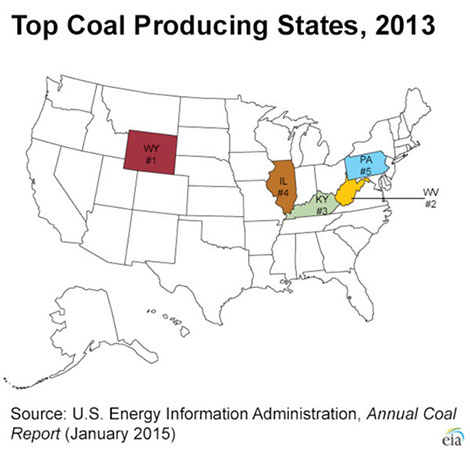 Top Coal Producing States, 2013
WY
#1
IL
#4
KY
#3
PA
#5
WV
#2
Source: U.S. Energy Information Administration, Annual Coal
Report (January 2015)
eia